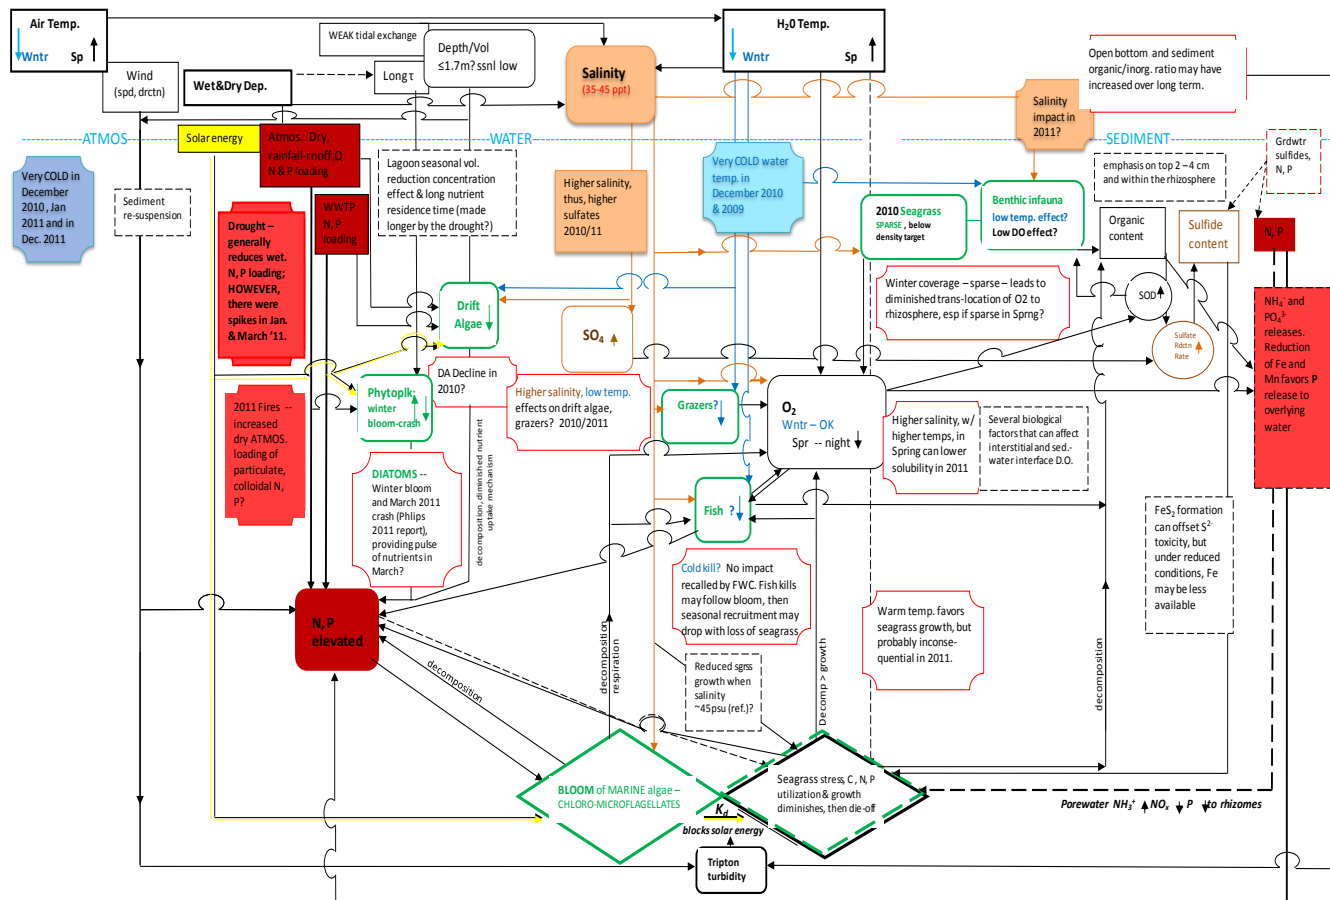 Air Temp.
Wntr
Sp
H₂0 Temp.
Wntr
Sp
WEAK tidal exchange
Depth/Vol
≤1.7m? ssnl low
Wind
(spd, drctn)
Wet&Dry Dep.
Long τ
Salinity
(35-45 ppt)
Salinity
impact in
2011?
Open bottom and sediment
organic/inorg. ratio may have
increased over long term.
ATMOS
WATER
SEDIMENT
Solar energy
Atmos.: Dry,
rainfall-rnoff,Q
N & P loading
Very COLD in
December
2010 , Jan
2011 and in
Dec. 2011
Sediment
re-suspension
Drought –
generally
reduces wet.
N, P loading;
HOWEVER,
there were
spikes in Jan.
& March '11.
WWTP
N, P
loading
Lagoon seasonal vol.
reduction concentration
effect & long nutrient
residence time (made
longer by the drought?)
Higher salinity,
thus, higher
sulfates
2010/11
Very COLD water
temp. in
December 2010
& 2009
2010 Seagrass
SPARSE , below
density target
Benthic infauna
low temp. effect?
Low DO effect?
emphasis on top 2 – 4 cm
and within the rhizosphere
Grdwtr
sulfides,
N, P
Organic
content
Sulfide
content
N, P
Drift
Algae
SO₄
Winter coverage – sparse – leads to
diminished trans-location of O2 to
rhizosphere, esp if sparse in Sprng?
SOD
Sulfate
Rdctn
Rate
NH₄⁻ and
PO₄³⁻
releases.
Reduction
of Fe and
Mn favors P
release to
overlying
water
2011 Fires --
increased
dry ATMOS.
loading of
particulate,
colloidal N,
P?
Phytoplk:
winter
bloom-crash
DA Decline in
2010?
Higher salinity, low temp.
effects on drift algae,
grazers? 2010/2011
Grazers?
O₂
Wntr – OK
Spr -- night
Higher salinity, w/
higher temps, in
Spring can lower
solubility in 2011
Several biological
factors that can affect
interstitial and sed.-
water interface D.O.
DIATOMS --
Winter bloom
and March 2011
crash (Phlips
2011 report),
providing pulse
of nutrients in
March?
decomposition, diminished nutrient
uptake mechanism
Fish ?
FeS₂ formation
can offset S²⁻
toxicity, but
under reduced
conditions, Fe
may be less
available
Cold kill? No impact
recalled by FWC. Fish kills
may follow bloom, then
seasonal recruitment may
drop with loss of seagrass
Warm temp. favors
seagrass growth, but
probably inconse-
quential in 2011.
N, P
elevated
decomposition
decomposition
respiration
Reduced sgrss
growth when
salinity
~45psu (ref.)?
Decomp > growth
decomposition
BLOOM of MARINE algae –
CHLORO-MICROFLAGELLATES
Seagrass stress, C , N, P
utilization & growth
diminishes, then die-off
K_d
blocks solar energy
Porewater NH₃⁺ NOₓ P to rhizomes
Tripton
turbidity